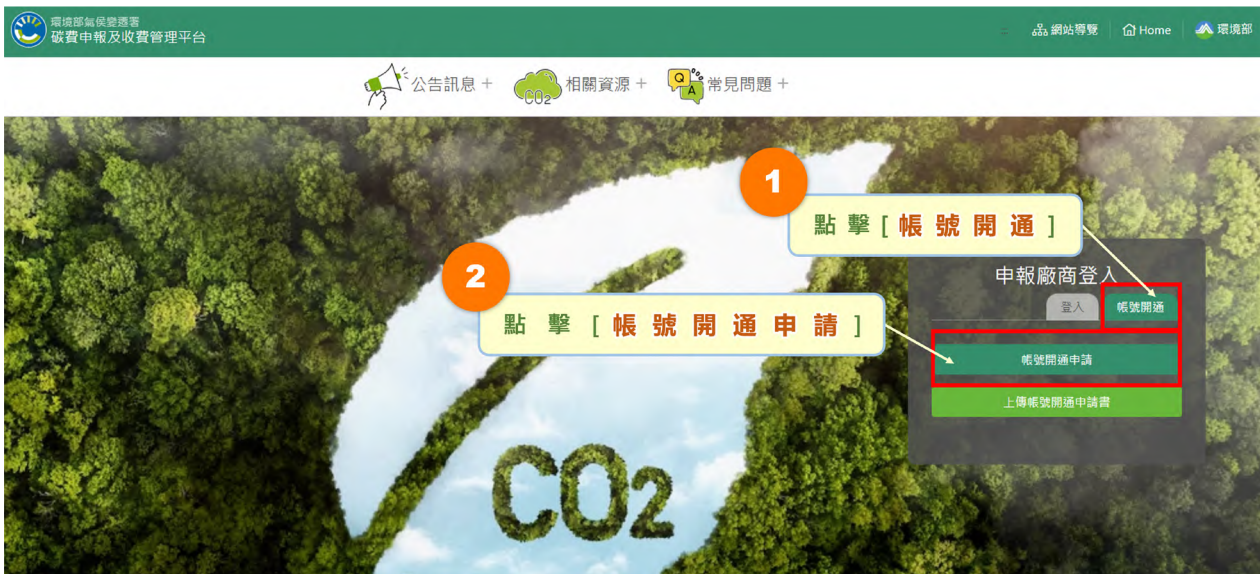 環境部氣侯變遷署
碳費申報及收費管理平台
:::
網站導覽
Home
環境部
公告訊息 +
CO2
相關資源 +
Q
A
常見問題 +
1
點擊[帳號開通]
2
點擊[帳號開通申請]
申報廠商登入
登入
帳號開通
帳號開通申請
上傳帳號開通申請書
CO2